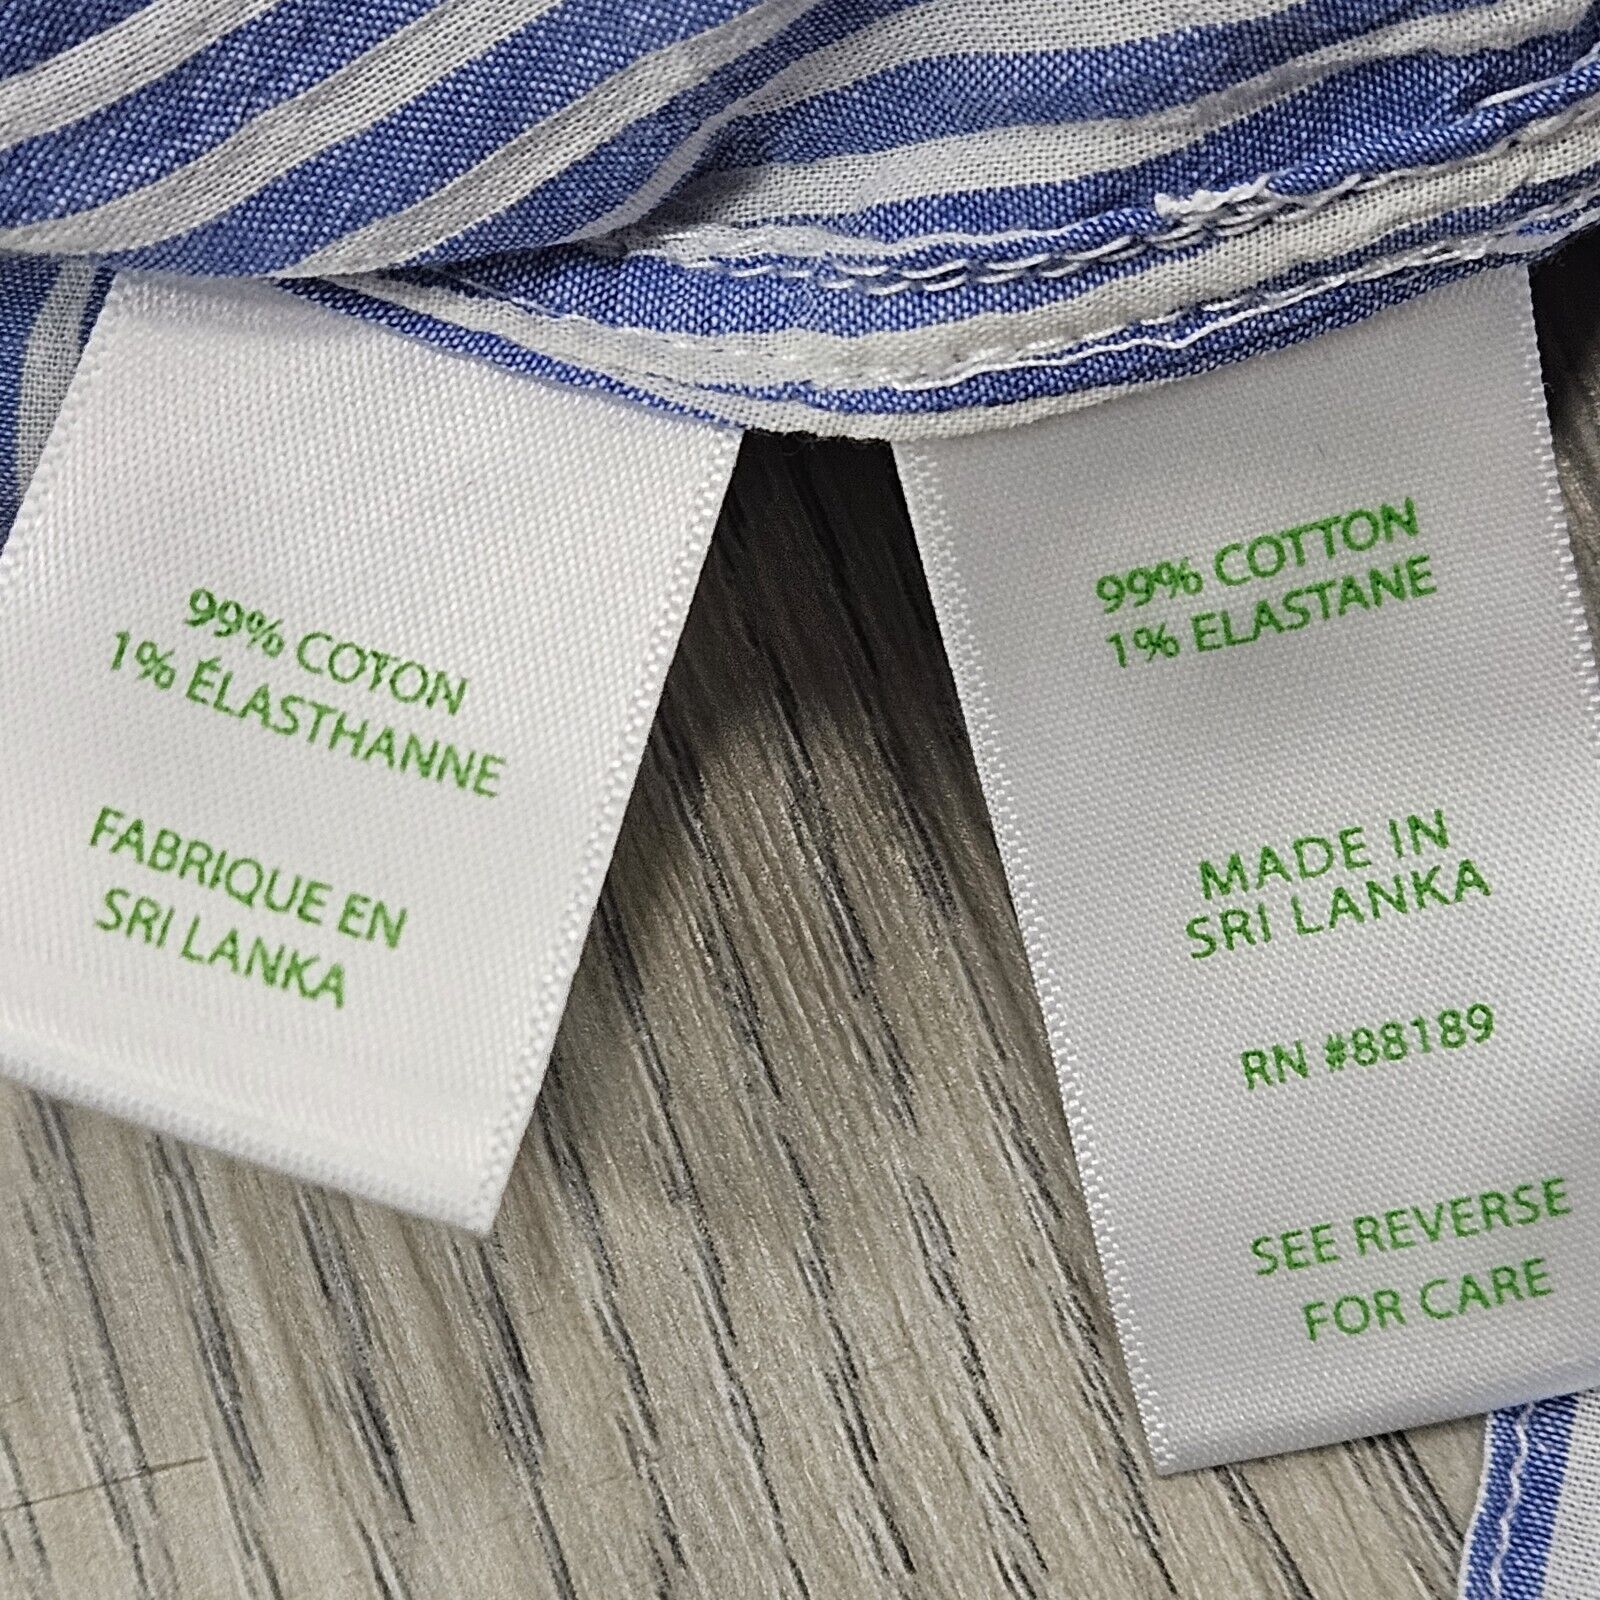 99% COTON
1% ÉLASTHANNE
FABRIQUE EN
SRI LANKA
99% COTTON
1% ELASTANE
MADE IN
SRI LANKA
RN #88189
SEE REVERSE
FOR CARE